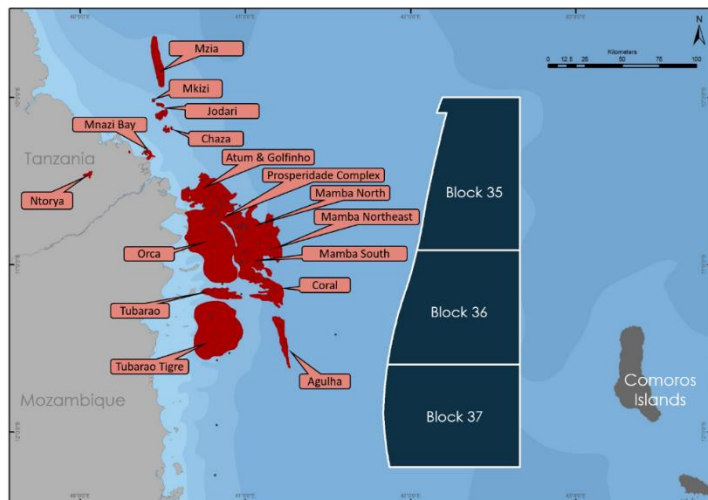 N
Kilometers
0 12.5 25 50 75 100
Mzia
Mkizi
Jodari
Mnazi Bay
Chaza
Tanzania
Atum & Golfinho
Prosperidade Complex
Ntorya
Mamba North
Block 35
Mamba Northeast
Orca
Mamba South
Coral
Tubarao
Block 36
Tubarao Tigre
Agulha
Comoros
Islands
Mozambique
Block 37